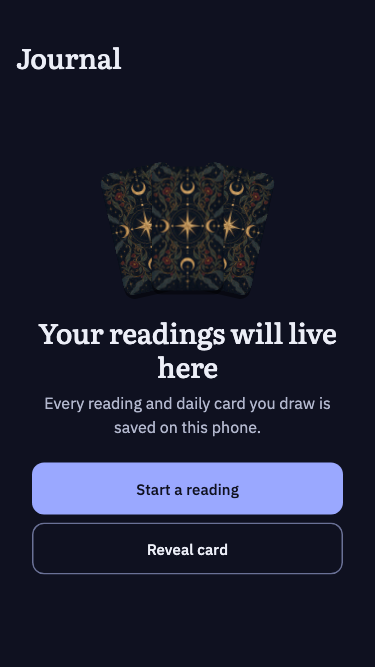 Journal
Your readings will live
here
Every reading and daily card you draw is
saved on this phone.
Start a reading
Reveal card